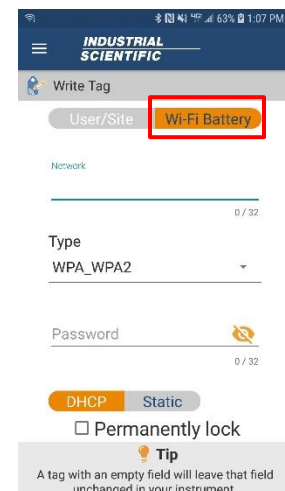 63% 1:07 PM
INDUSTRIAL
SCIENTIFIC
Write Tag
User/Site Wi-Fi Battery
Network
0 / 32
Type
WPA_WPA2
Password
0 / 32
DHCP Static
Permanently lock
Tip
A tag with an empty field will leave that field
unchanged in your instrument